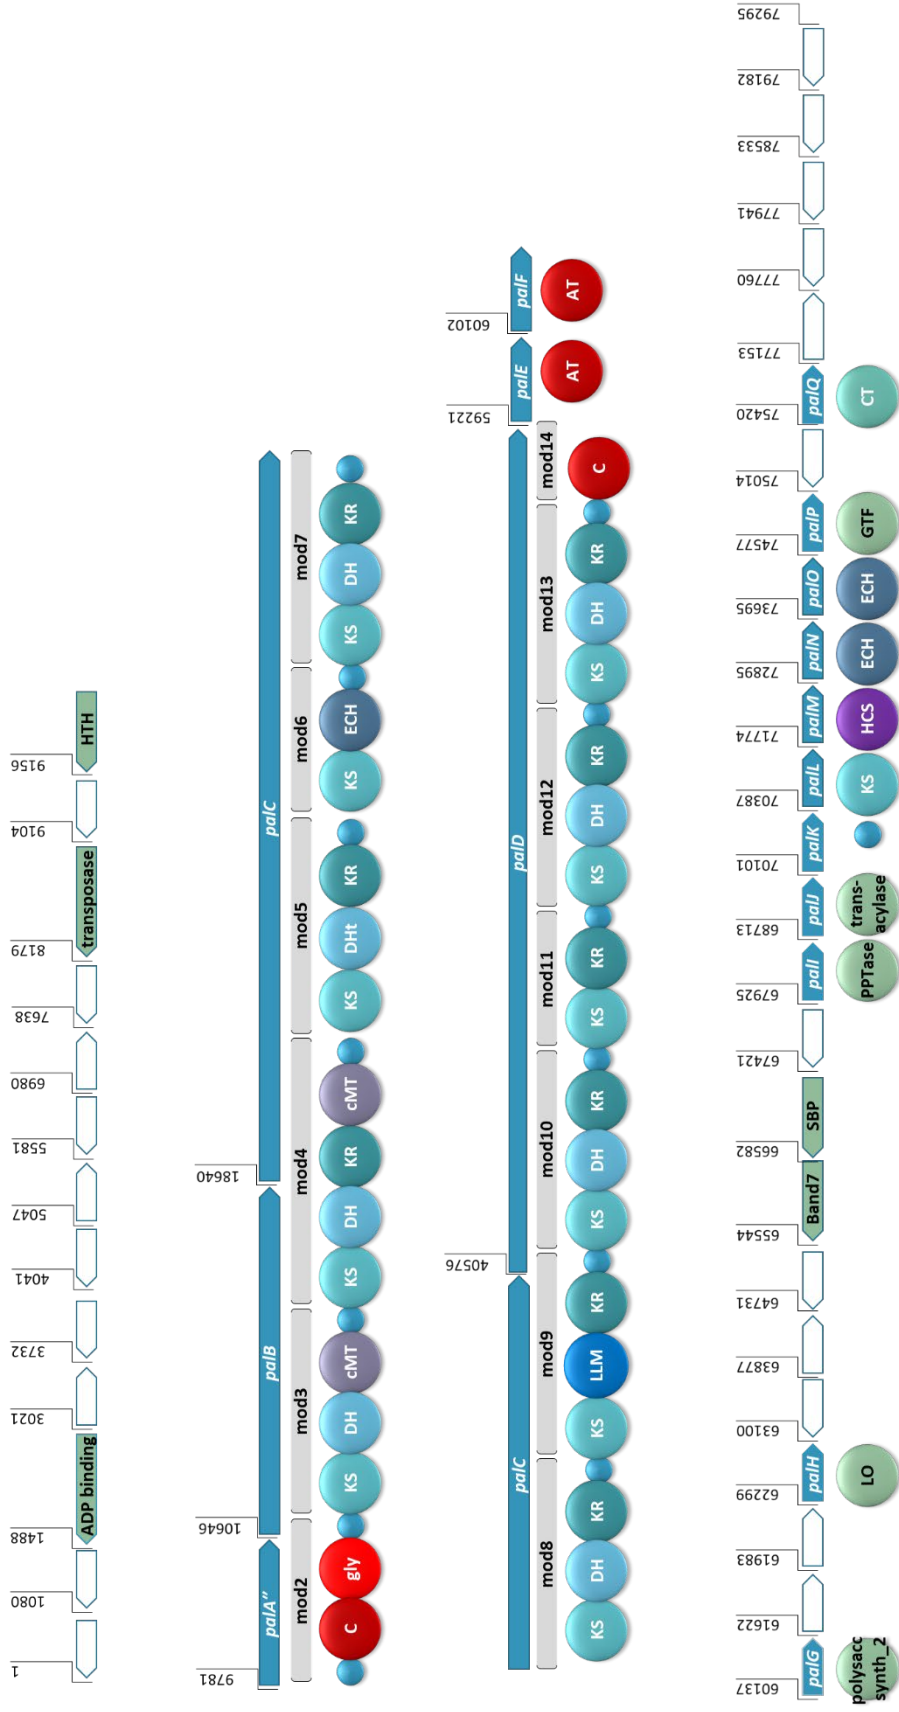 1 1080 1488 3021 3732 4041 5047 5581 6980 7638 8179 9104 9156
ADP binding transposase HTH
9781 10646 18640
palA″ palB palC
mod2 mod3 mod4 mod5 mod6 mod7
C gly KS DH cMT KS DH KR cMT KS DHt KR KS ECH KS DH KR
40576 59221 60102
palC palD palE palF
mod8 mod9 mod10 mod11 mod12 mod13 mod14
KS DH KR KS LLM KR KS DH KR KS KR KS DH KR KS DH KR C AT AT
60137 61622 61983 62299 63100 63877 64731 65544 66582 67421 67925 68713 70101 70387 71774 72895 73695 74577 75014 75420 77153 77760 77941 78533 79182 79295
palG palH Band7 SBP palI palJ palK palL palM palN palO palP palQ
polysacc
synth_2
LO PPTase
trans-
acylase
KS HCS ECH ECH GTF CT